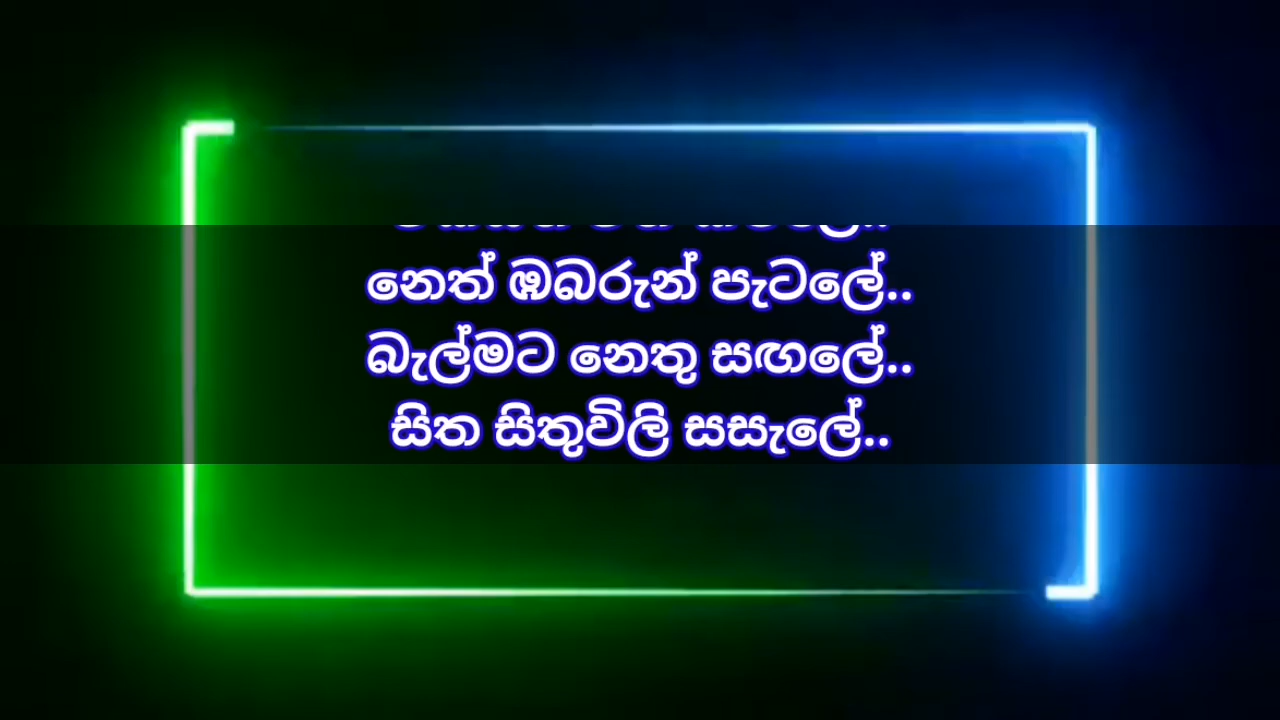 නෙත් ඹබරුන් පැටලේ..
බැල්මට නෙතු සඟලේ..
සිත සිතුවිලි සසැලේ..